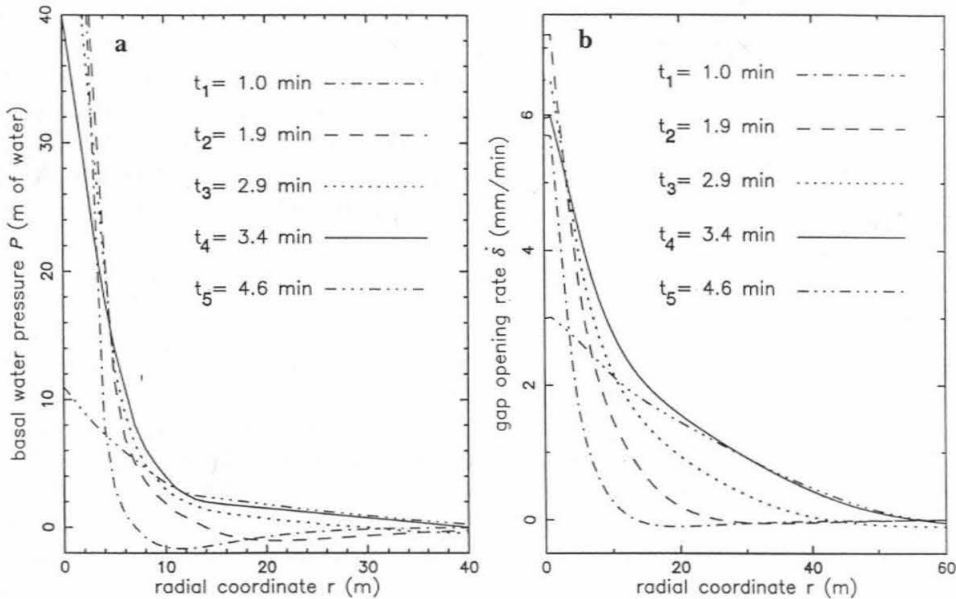 a
t1= 1.0 min
t2= 1.9 min
t3= 2.9 min
t4= 3.4 min
t5= 4.6 min
basal water pressure P (m of water)
40
30
20
10
0
0
10
20
30
40
radial coordinate r (m)
b
t1= 1.0 min
t2= 1.9 min
t3= 2.9 min
t4= 3.4 min
t5= 4.6 min
gap opening rate δ̇ (mm/min)
6
4
2
0
0
20
40
60
radial coordinate r (m)